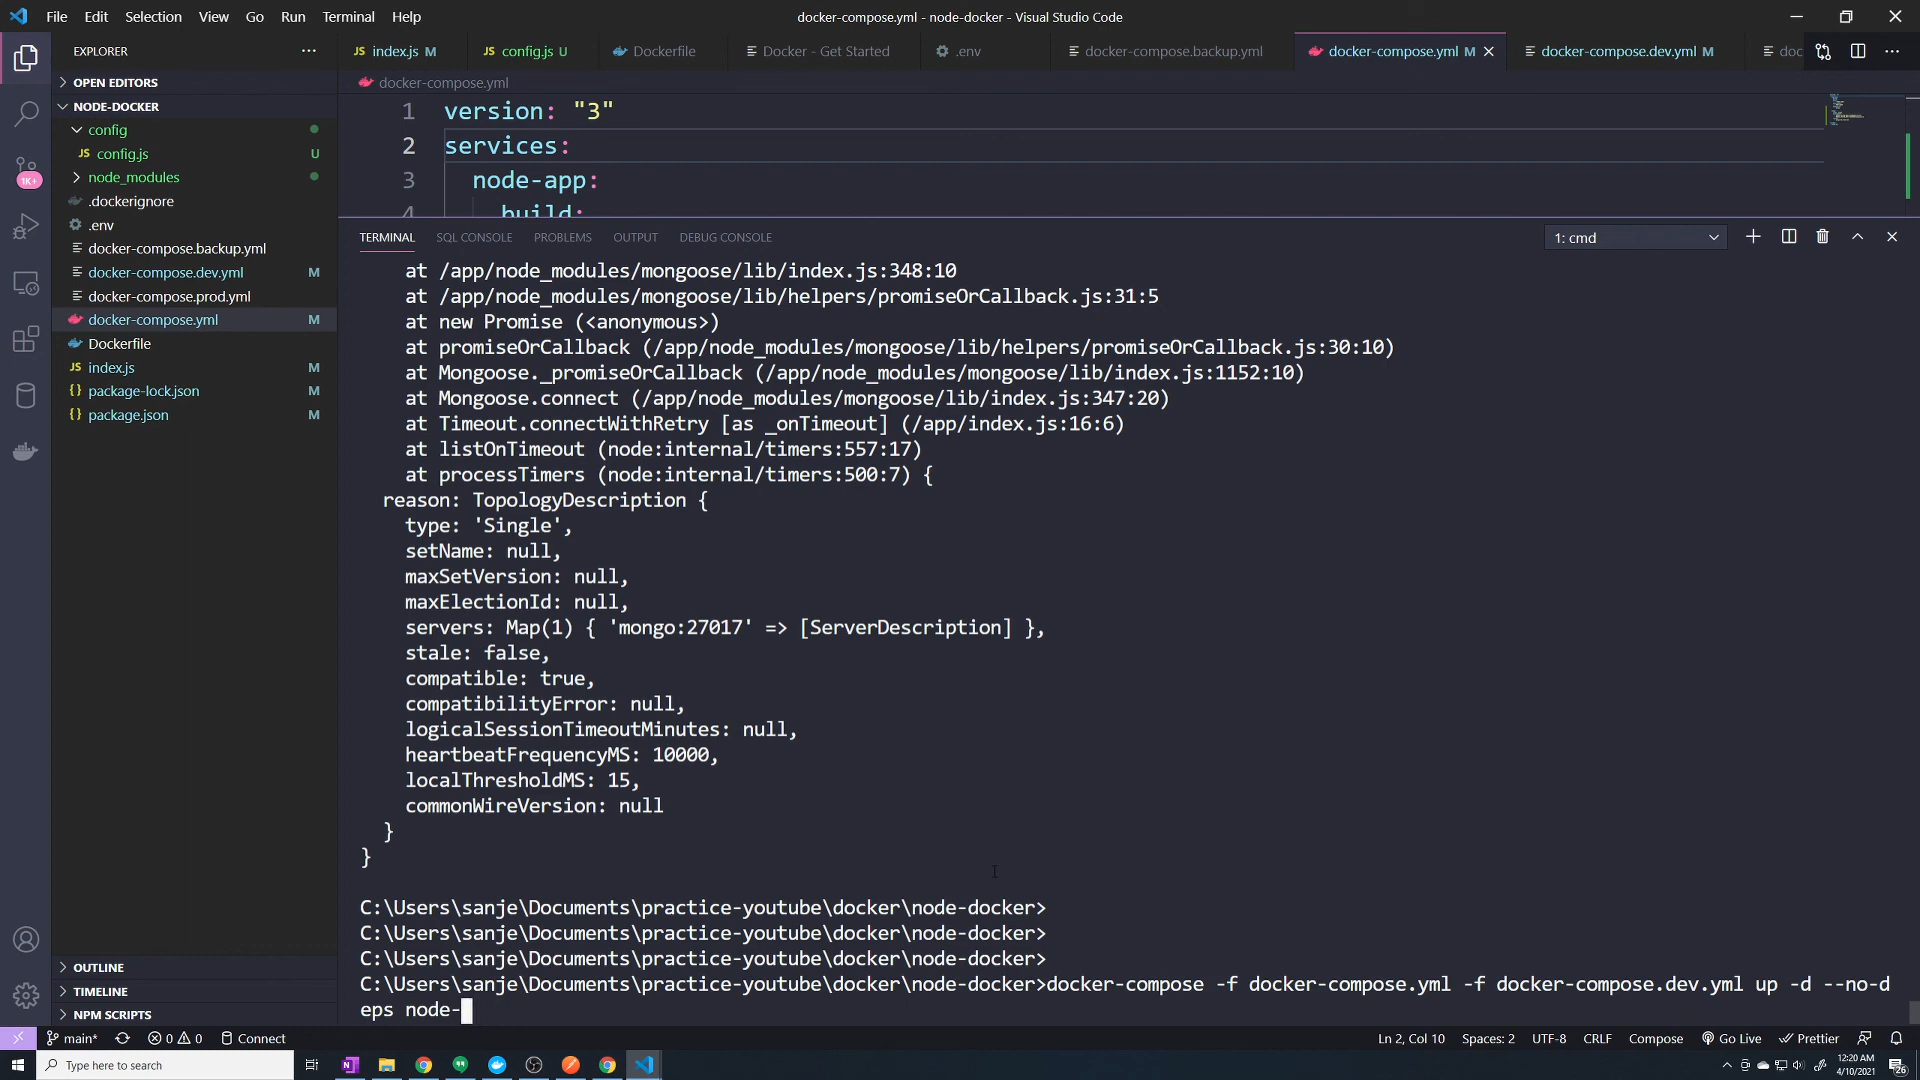 File Edit Selection View Go Run Terminal Help
docker-compose.yml - node-docker - Visual Studio Code
EXPLORER
JS index.js M
JS config.js U
Dockerfile
Docker - Get Started
.env
docker-compose.backup.yml
docker-compose.yml M
docker-compose.dev.yml M
doc
OPEN EDITORS
NODE-DOCKER
config
JS config.js U
node_modules
.dockerignore
.env
docker-compose.backup.yml
docker-compose.dev.yml M
docker-compose.prod.yml
docker-compose.yml M
Dockerfile
JS index.js M
{} package-lock.json M
{} package.json M
1K+
OUTLINE
TIMELINE
NPM SCRIPTS
docker-compose.yml
1 version: "3"
2 services:
3 node-app:
4 build:
TERMINAL SQL CONSOLE PROBLEMS OUTPUT DEBUG CONSOLE
1: cmd
at /app/node_modules/mongoose/lib/index.js:348:10
at /app/node_modules/mongoose/lib/helpers/promiseOrCallback.js:31:5
at new Promise (<anonymous>)
at promiseOrCallback (/app/node_modules/mongoose/lib/helpers/promiseOrCallback.js:30:10)
at Mongoose._promiseOrCallback (/app/node_modules/mongoose/lib/index.js:1152:10)
at Mongoose.connect (/app/node_modules/mongoose/lib/index.js:347:20)
at Timeout.connectWithRetry [as _onTimeout] (/app/index.js:16:6)
at listOnTimeout (node:internal/timers:557:17)
at processTimers (node:internal/timers:500:7) {
reason: TopologyDescription {
type: 'Single',
setName: null,
maxSetVersion: null,
maxElectionId: null,
servers: Map(1) { 'mongo:27017' => [ServerDescription] },
stale: false,
compatible: true,
compatibilityError: null,
logicalSessionTimeoutMinutes: null,
heartbeatFrequencyMS: 10000,
localThresholdMS: 15,
commonWireVersion: null
}
}
C:\Users\sanje\Documents\practice-youtube\docker\node-docker>
C:\Users\sanje\Documents\practice-youtube\docker\node-docker>
C:\Users\sanje\Documents\practice-youtube\docker\node-docker>
C:\Users\sanje\Documents\practice-youtube\docker\node-docker>docker-compose -f docker-compose.yml -f docker-compose.dev.yml up -d --no-d
eps node-
main* 0 0 Connect
Ln 2, Col 10 Spaces: 2 UTF-8 CRLF Compose Go Live Prettier
Type here to search
12:20 AM
4/10/2021
26